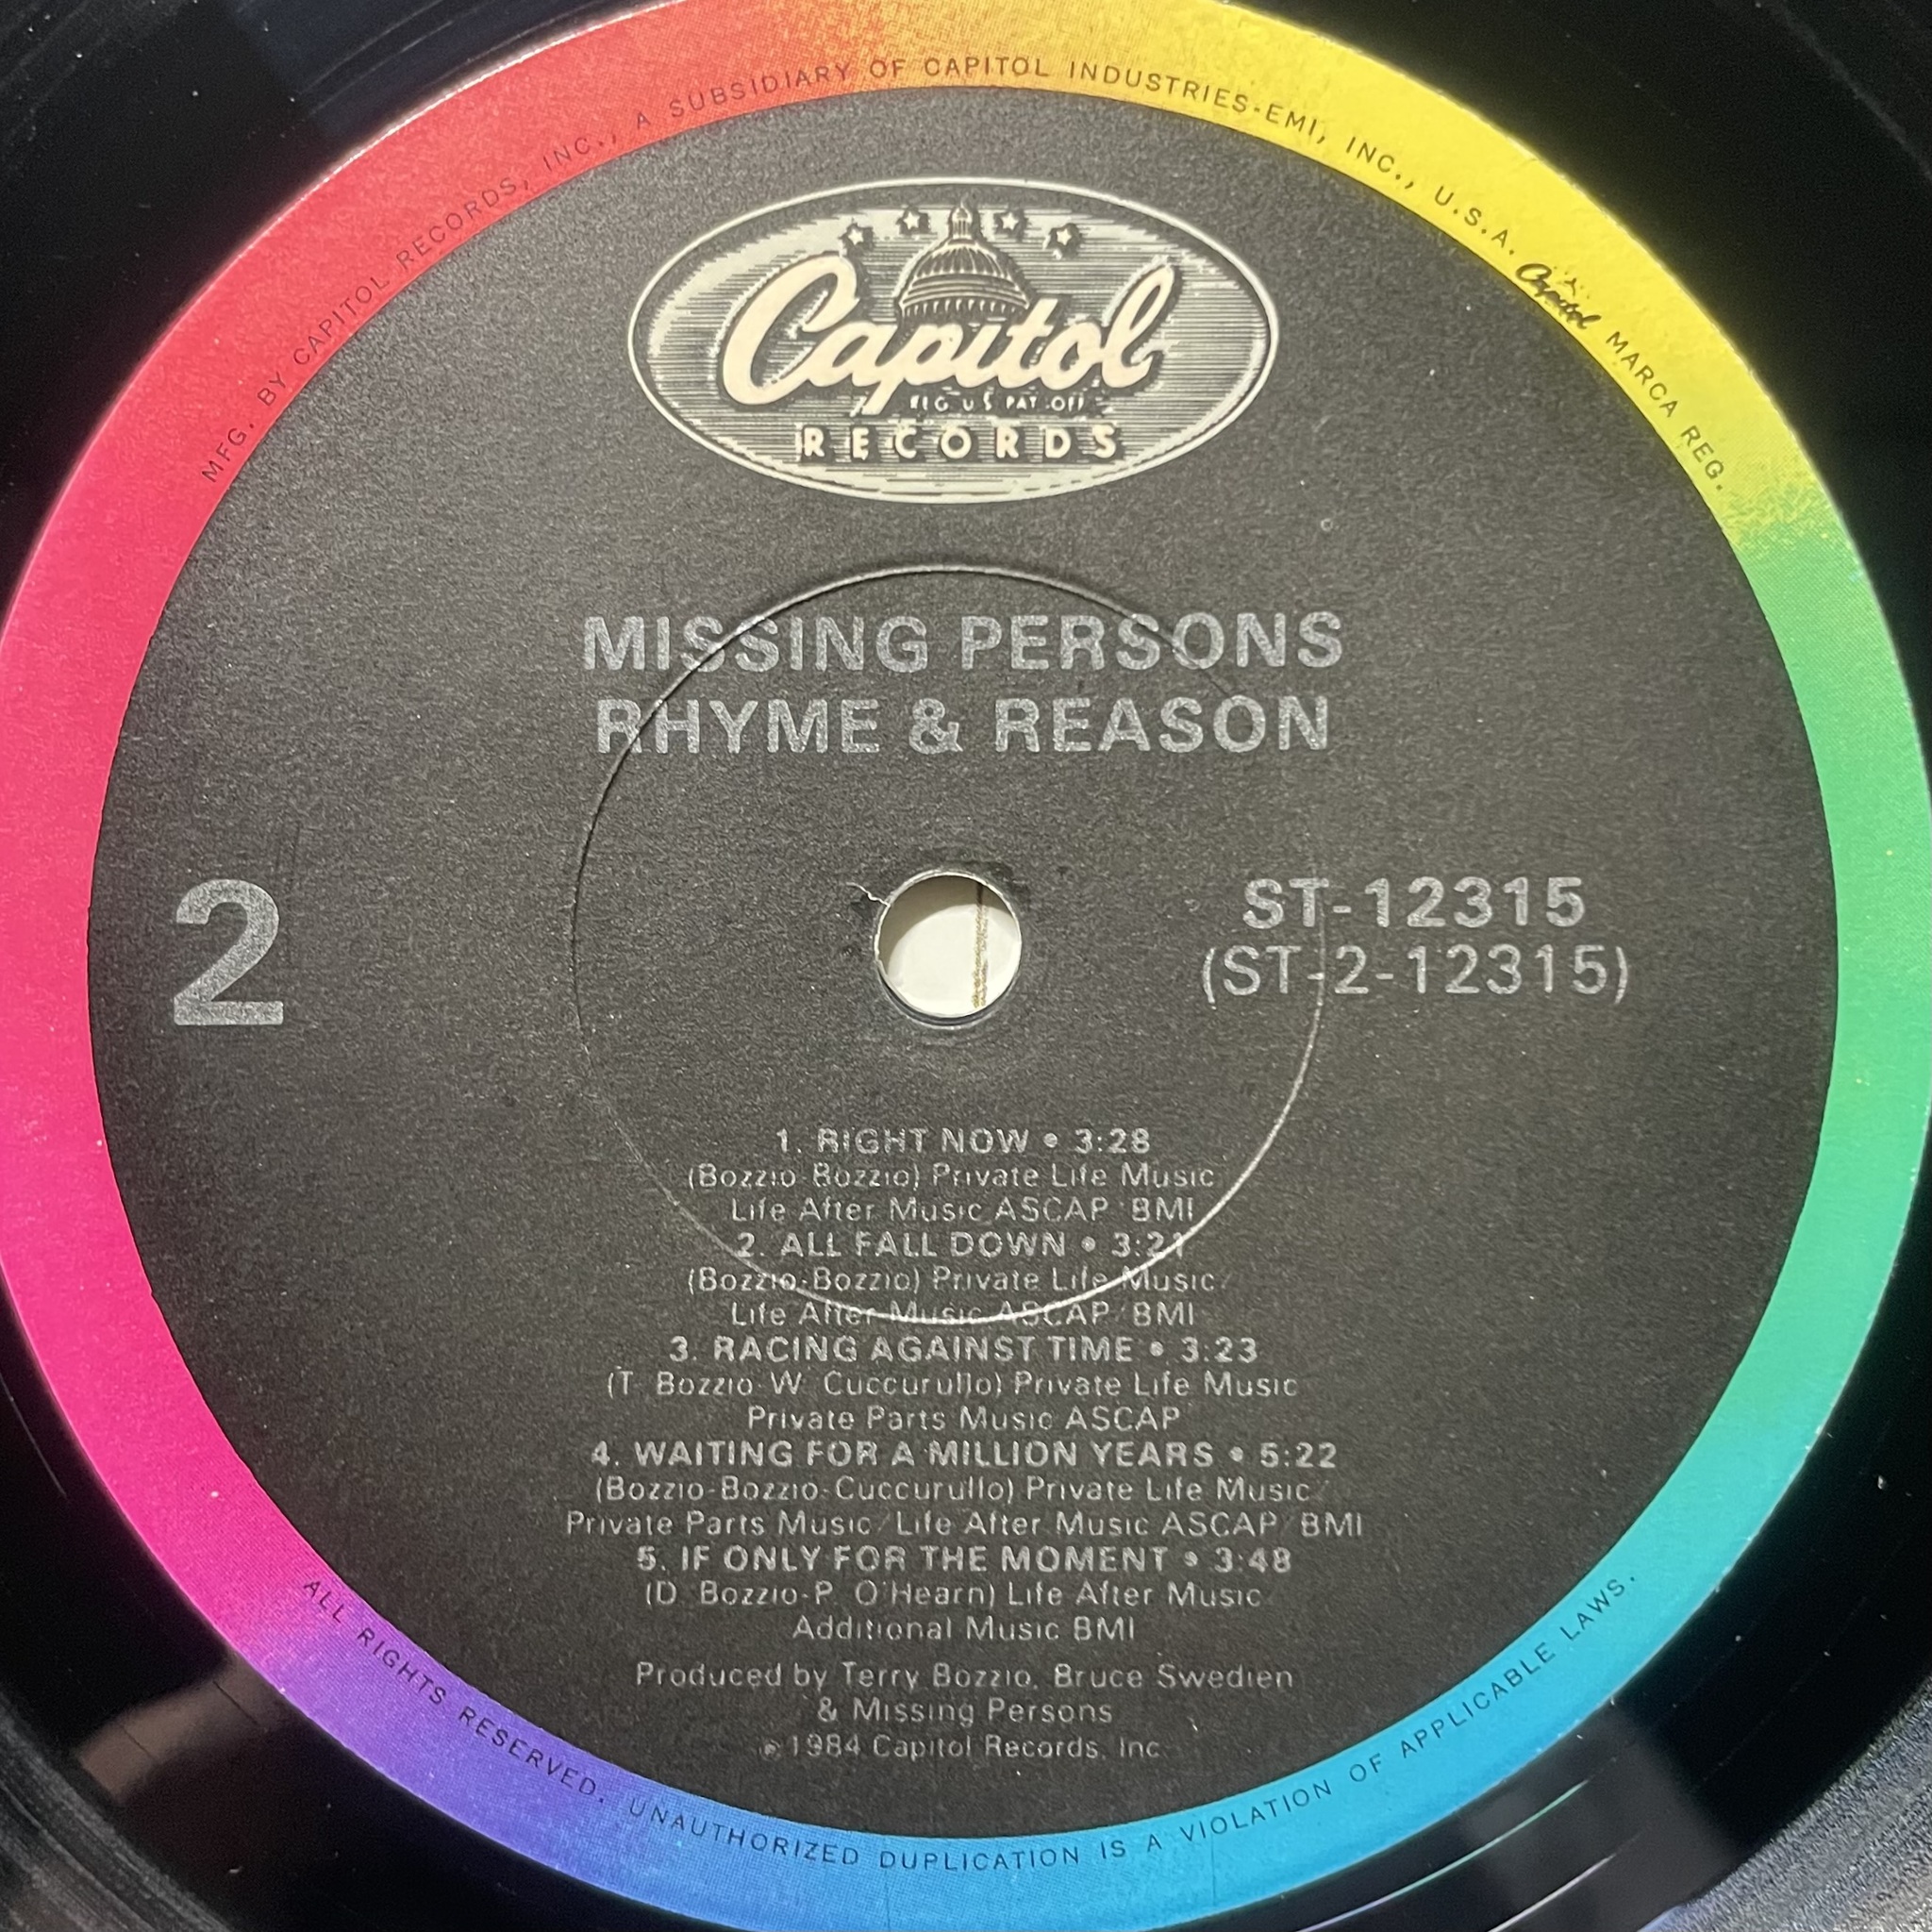 MFG. BY CAPITOL RECORDS, INC., A SUBSIDIARY OF CAPITOL INDUSTRIES-EMI, INC., U.S.A. Capitol MARCA REG.
Capitol
REG. U.S. PAT. OFF.
RECORDS
MISSING PERSONS
RHYME & REASON
2
ST-12315
(ST-2-12315)
1. RIGHT NOW • 3:28
(Bozzio-Bozzio) Private Life Music
Life After Music ASCAP/BMI
2. ALL FALL DOWN • 3:21
(Bozzio-Bozzio) Private Life Music/
Life After Music ASCAP/BMI
3. RACING AGAINST TIME • 3:23
(T. Bozzio-W. Cuccurullo) Private Life Music
Private Parts Music ASCAP
4. WAITING FOR A MILLION YEARS • 5:22
(Bozzio-Bozzio-Cuccurullo) Private Life Music/
Private Parts Music/Life After Music ASCAP/BMI
5. IF ONLY FOR THE MOMENT • 3:48
(D. Bozzio-P. O'Hearn) Life After Music
Additional Music BMI
Produced by Terry Bozzio, Bruce Swedien
& Missing Persons
℗ 1984 Capitol Records, Inc.
ALL RIGHTS RESERVED. UNAUTHORIZED DUPLICATION IS A VIOLATION OF APPLICABLE LAWS.